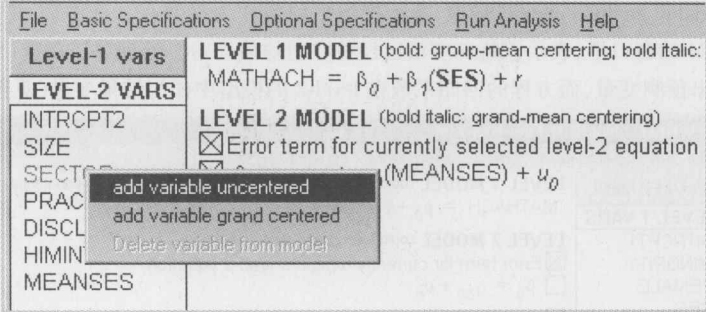 File Basic Specifications Optional Specifications Run Analysis Help
Level-1 vars
LEVEL-2 VARS
INTRCPT2
SIZE
SECTOR
PRAC
DISCL
HIMIN
MEANSES
LEVEL 1 MODEL (bold: group-mean centering; bold italic:
MATHACH = β0 + β1(SES) + r
LEVEL 2 MODEL (bold italic: grand-mean centering)
Error term for currently selected level-2 equation
(MEANSES) + u0
add variable uncentered
add variable grand centered
Delete variable from model